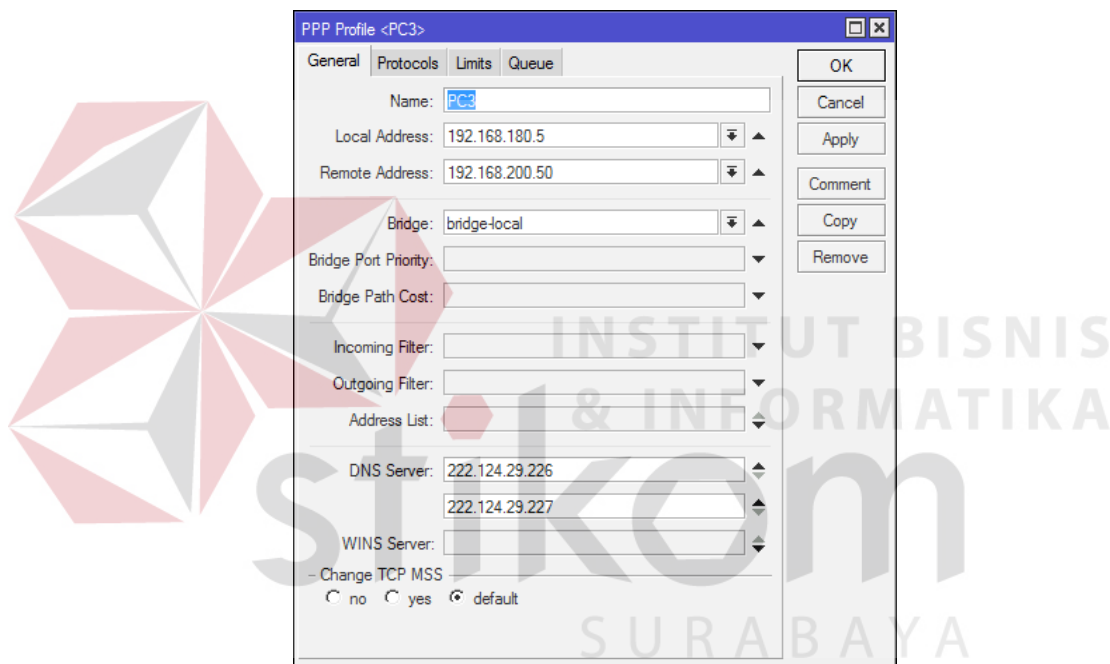 PPP Profile <PC3>
General Protocols Limits Queue
OK
Name: PC3
Cancel
Local Address: 192.168.180.5
Apply
Remote Address: 192.168.200.50
Comment
Bridge: bridge-local
Copy
Bridge Port Priority:
Remove
Bridge Path Cost:
Incoming Filter:
Outgoing Filter:
Address List:
DNS Server: 222.124.29.226
222.124.29.227
WINS Server:
Change TCP MSS
no yes default
INSTITUT BISNIS
& INFORMATIKA
stikom
SURABAYA